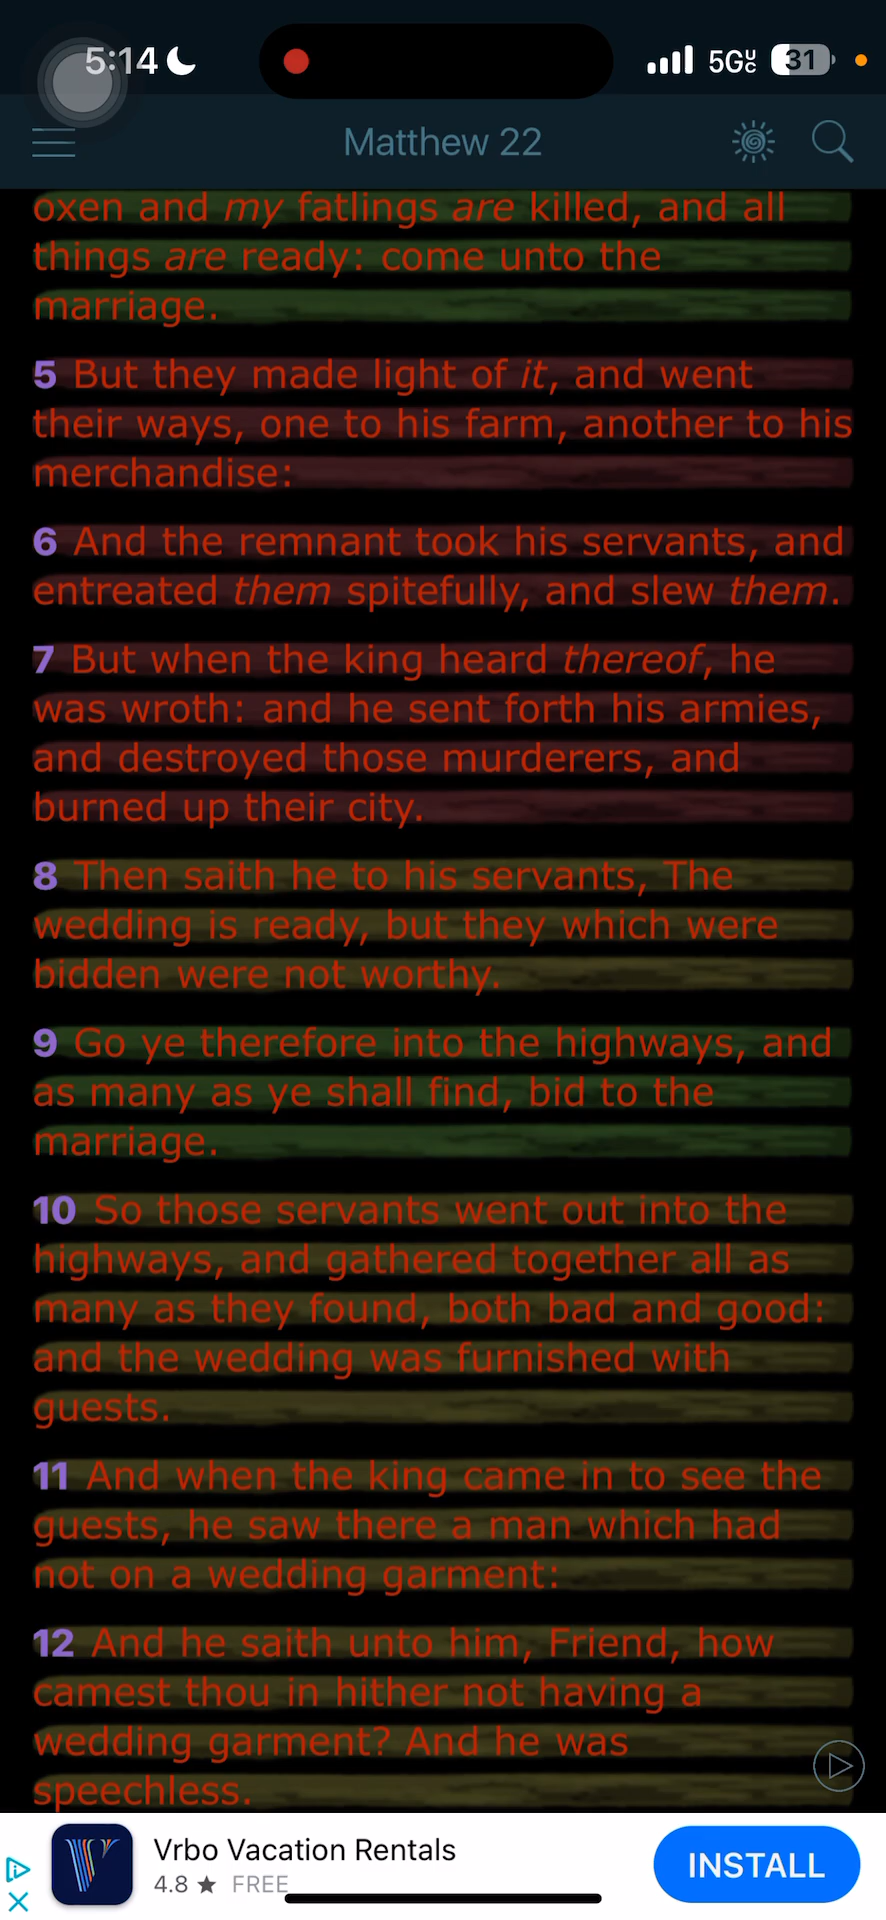 5:14
5G
31
Matthew 22
oxen and my fatlings are killed, and all
things are ready: come unto the
marriage.
5 But they made light of it, and went
their ways, one to his farm, another to his
merchandise:
6 And the remnant took his servants, and
entreated them spitefully, and slew them.
7 But when the king heard thereof, he
was wroth: and he sent forth his armies,
and destroyed those murderers, and
burned up their city.
8 Then saith he to his servants, The
wedding is ready, but they which were
bidden were not worthy.
9 Go ye therefore into the highways, and
as many as ye shall find, bid to the
marriage.
10 So those servants went out into the
highways, and gathered together all as
many as they found, both bad and good:
and the wedding was furnished with
guests.
11 And when the king came in to see the
guests, he saw there a man which had
not on a wedding garment:
12 And he saith unto him, Friend, how
camest thou in hither not having a
wedding garment? And he was
speechless.
Vrbo Vacation Rentals
4.8 ★ FREE
INSTALL